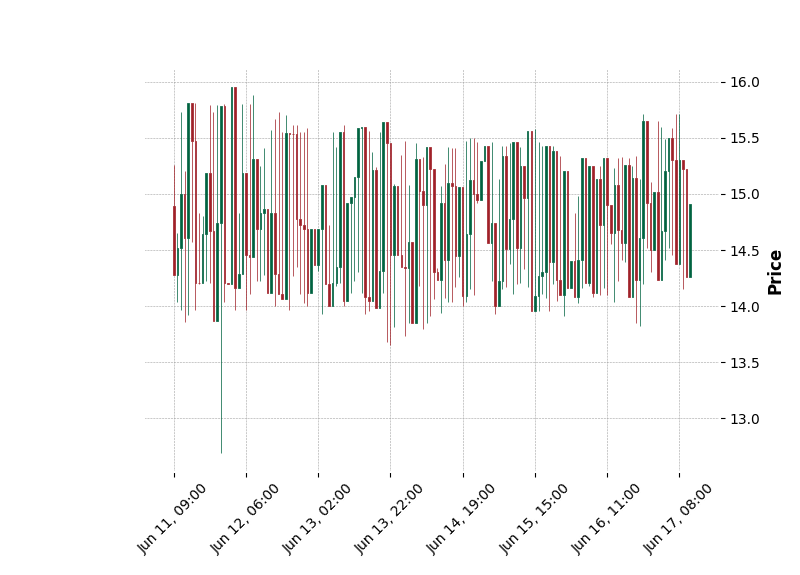 16.0
15.5
15.0
14.5
14.0
13.5
13.0
Price
Jun 11, 09:00
Jun 12, 06:00
Jun 13, 02:00
Jun 13, 22:00
Jun 14, 19:00
Jun 15, 15:00
Jun 16, 11:00
Jun 17, 08:00